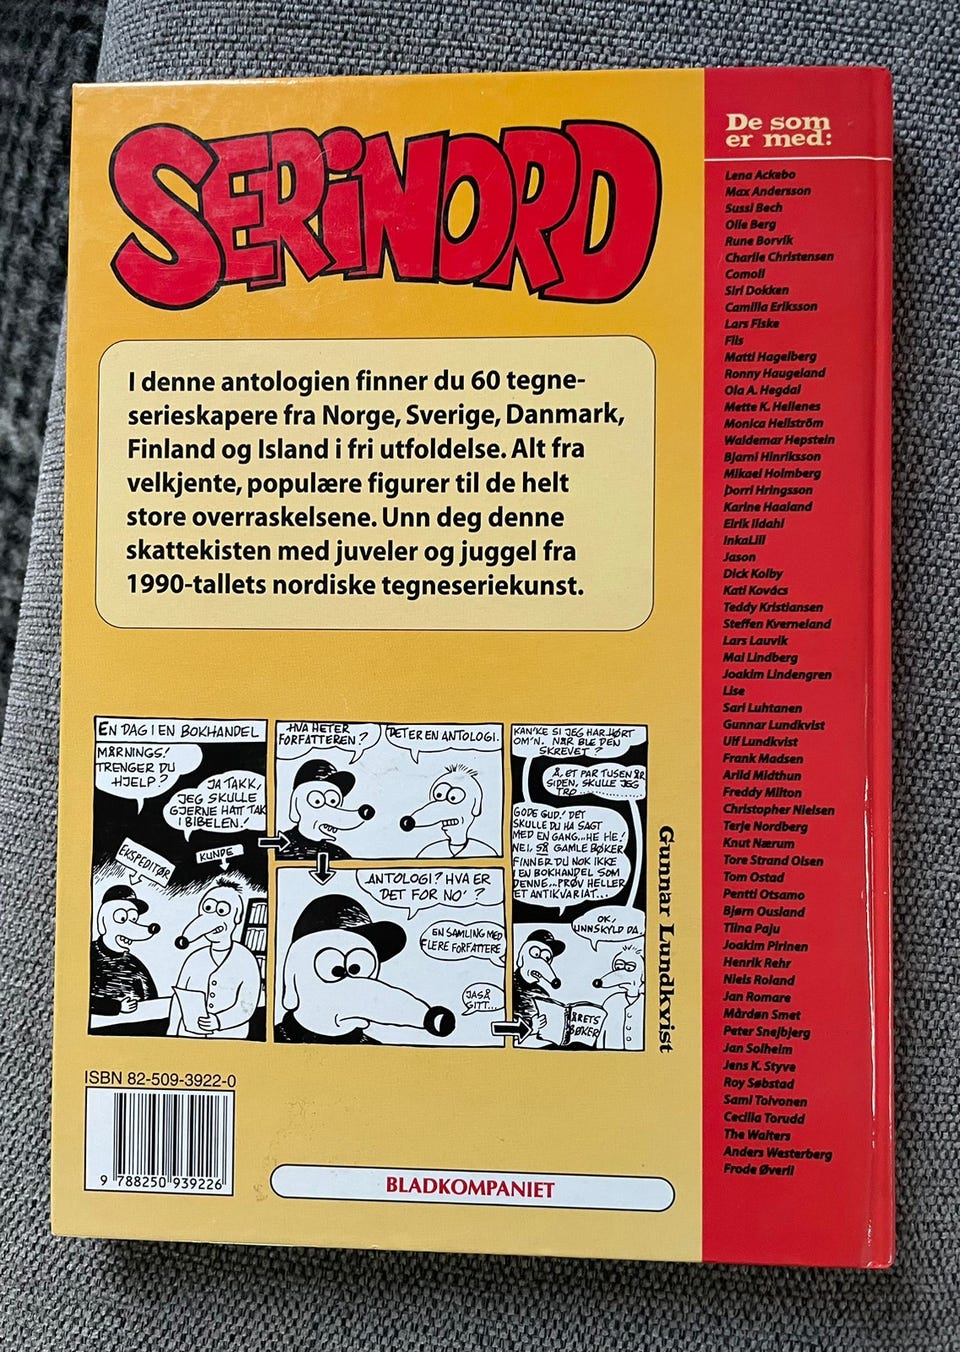 SERiNORD
I denne antologien finner du 60 tegne-
serieskapere fra Norge, Sverige, Danmark,
Finland og Island i fri utfoldelse. Alt fra
velkjente, populære figurer til de helt
store overraskelsene. Unn deg denne
skattekisten med juveler og juggel fra
1990-tallets nordiske tegneseriekunst.
EN DAG I EN BOKHANDEL
MÅRNINGS!
TRENGER DU
HJELP?
JA TAKK,
JEG SKULLE
GJERNE HATT TAK
I BIBELEN!
EKSPEDITØR
KUNDE
HVA HETER
FORFATTEREN?
DET ER EN ANTOLOGI.
ANTOLOGI? HVA ER
DET FOR NO'?
EN SAMLING MED
FLERE FORFATTERE
JASÅ
GITT...
KAN'KE SI JEG HAR HØRT
OM'N. NÅR BLE DEN
SKREVET?
Å, ET PAR TUSEN ÅR
SIDEN, SKULLE JEG
TRO...
GODE GUD! DET
SKULLE DU HA SAGT
MED EN GANG...HE HE!
NEI, SÅ GAMLE BØKER
FINNER DU NOK IKKE
I EN BOKHANDEL SOM
DENNE...PRØV HELLER
ET ANTIKVARIAT...
OK,
UNNSKYLD DA.
ÅRETS
BØKER
Gunnar Lundkvist
ISBN 82-509-3922-0
9 788250 939226
BLADKOMPANIET
De som
er med:
Lena Ackebo
Max Andersson
Sussi Bech
Olle Berg
Rune Borvik
Charlie Christensen
Comoll
Siri Dokken
Camilla Eriksson
Lars Fiske
Flis
Matti Hagelberg
Ronny Haugeland
Ola A. Hegdal
Mette K. Hellenes
Monica Hellström
Waldemar Hepstein
Bjarni Hinriksson
Mikael Holmberg
Þorri Hringsson
Karine Haaland
Eirik Ildahl
InkaLill
Jason
Dick Kolby
Kati Kovács
Teddy Kristiansen
Steffen Kverneland
Lars Lauvik
Mai Lindberg
Joakim Lindengren
Lise
Sari Luhtanen
Gunnar Lundkvist
Ulf Lundkvist
Frank Madsen
Arild Midthun
Freddy Milton
Christopher Nielsen
Terje Nordberg
Knut Nærum
Tore Strand Olsen
Tom Ostad
Pentti Otsamo
Bjørn Ousland
Tiina Paju
Joakim Pirinen
Henrik Rehr
Niels Roland
Jan Romare
Mårdøn Smet
Peter Snejbjerg
Jan Solheim
Jens K. Styve
Roy Søbstad
Sami Toivonen
Cecilia Torudd
The Walters
Anders Westerberg
Frode Øverli